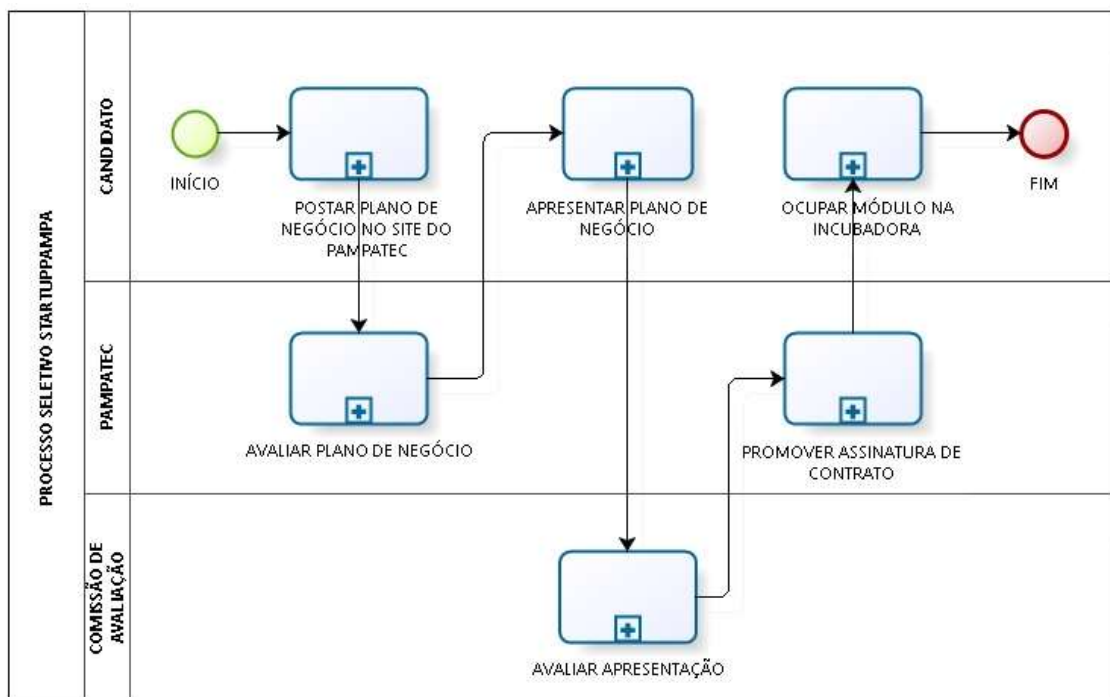 PROCESSO SELETIVO STARTUPPAMPA
CANDIDATO
INÍCIO
POSTAR PLANO DE
NEGÓCIO NO SITE DO
PAMPATEC
APRESENTAR PLANO DE
NEGÓCIO
OCUPAR MÓDULO NA
INCUBADORA
FIM
PAMPATEC
AVALIAR PLANO DE NEGÓCIO
PROMOVER ASSINATURA DE
CONTRATO
COMISSÃO DE
AVALIAÇÃO
AVALIAR APRESENTAÇÃO